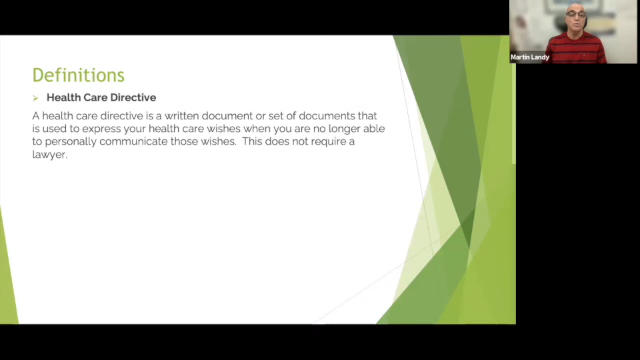 Definitions
Health Care Directive
A health care directive is a written document or set of documents that
is used to express your health care wishes when you are no longer able
to personally communicate those wishes.  This does not require a
lawyer.
Martin Landy